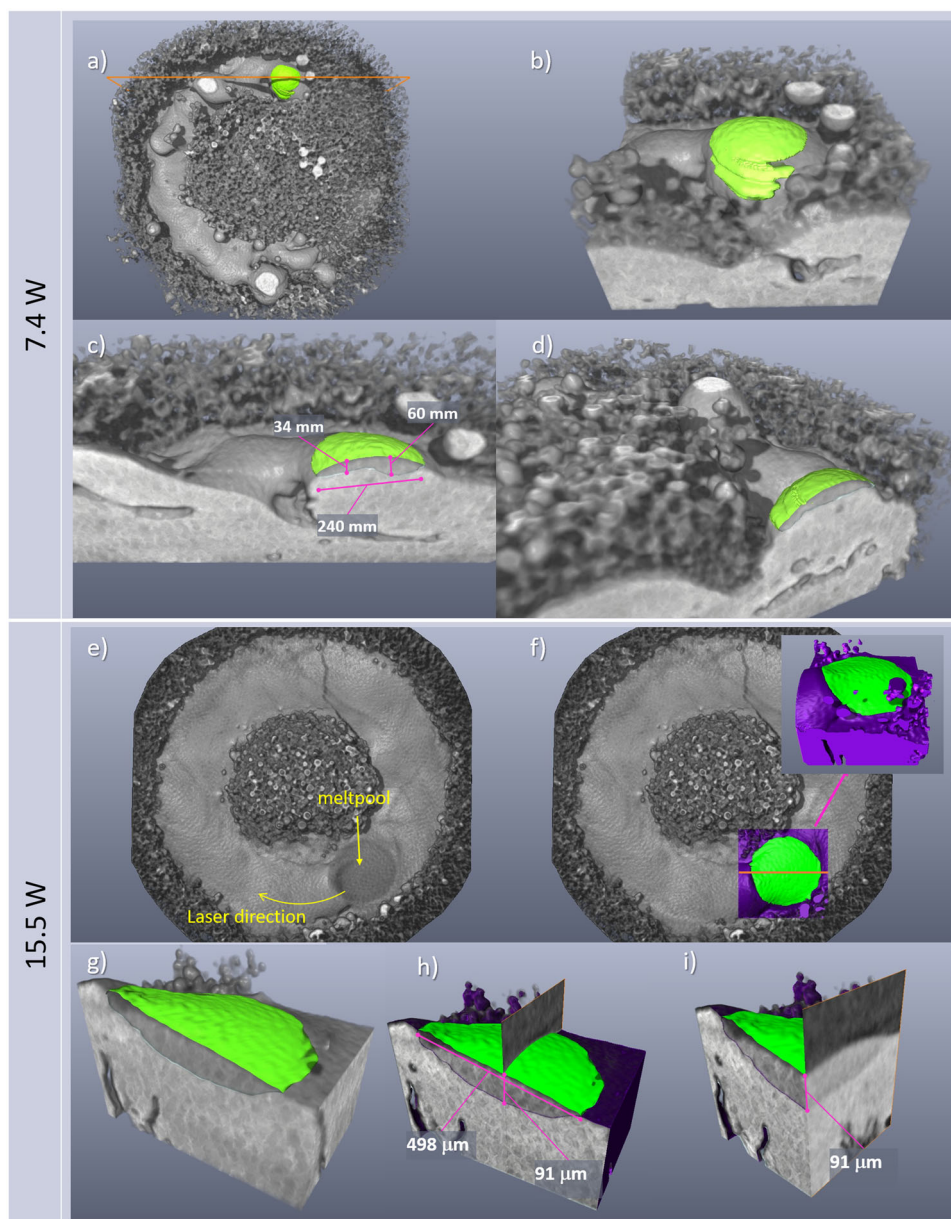 7.4 W
a)
b)
c)
34 mm
60 mm
240 mm
d)
15.5 W
e)
meltpool
Laser direction
f)
g)
h)
498 μm
91 μm
i)
91 μm